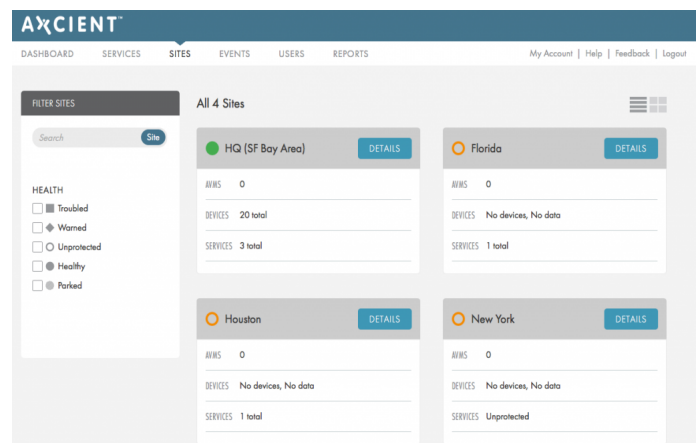 AXCIENT™
DASHBOARD SERVICES SITES EVENTS USERS REPORTS My Account | Help | Feedback | Logout
FILTER SITES
Search Site
HEALTH
Troubled
Warned
Unprotected
Healthy
Parked
All 4 Sites
HQ (SF Bay Area) DETAILS
AVMS 0
DEVICES 20 total
SERVICES 3 total
Florida DETAILS
AVMS 0
DEVICES No devices, No data
SERVICES 1 total
Houston DETAILS
AVMS 0
DEVICES No devices, No data
SERVICES 1 total
New York DETAILS
AVMS 0
DEVICES No devices, No data
SERVICES Unprotected